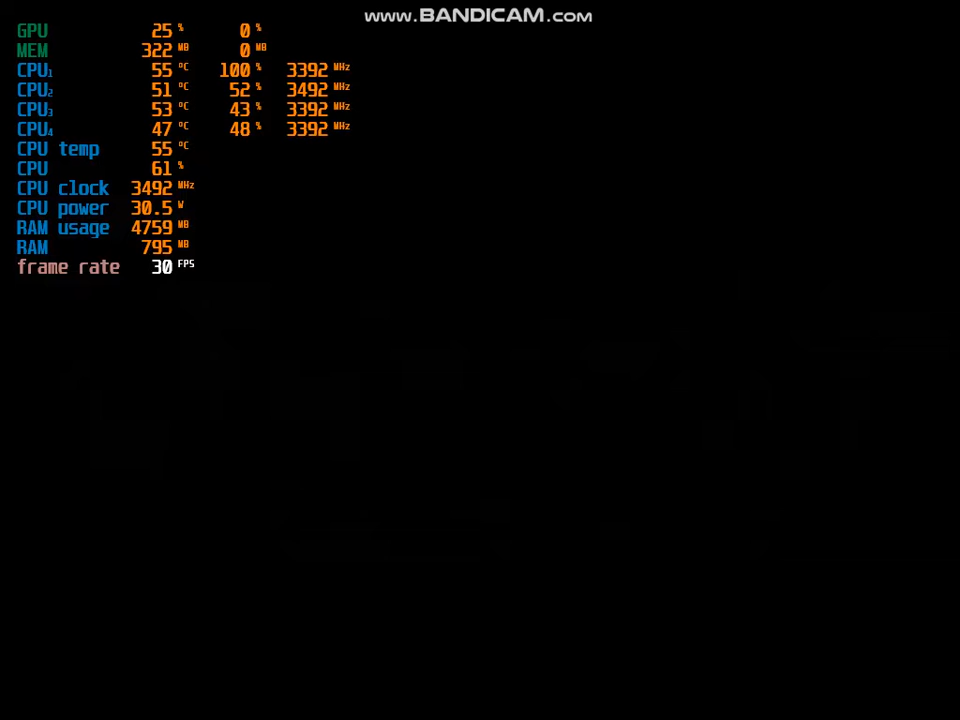 www.BANDICAM.com
GPU 25 % 0 %
MEM 322 MB 0 MB
CPU1 55 °C 100 % 3392 MHz
CPU2 51 °C 52 % 3492 MHz
CPU3 53 °C 43 % 3392 MHz
CPU4 47 °C 48 % 3392 MHz
CPU temp 55 °C
CPU 61 %
CPU clock 3492 MHz
CPU power 30.5 W
RAM usage 4759 MB
RAM 795 MB
frame rate 30 FPS